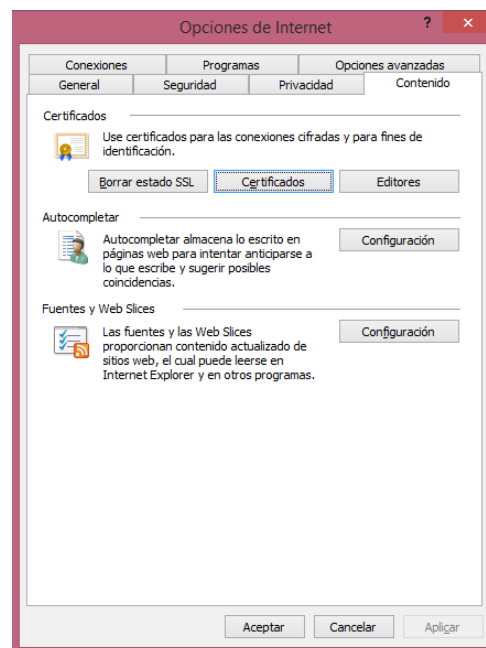 Opciones de Internet
?
×
Conexiones
Programas
Opciones avanzadas
General
Seguridad
Privacidad
Contenido
Certificados
Use certificados para las conexiones cifradas y para fines de
identificación.
Borrar estado SSL
Certificados
Editores
Autocompletar
Autocompletar almacena lo escrito en
páginas web para intentar anticiparse a
lo que escribe y sugerir posibles
coincidencias.
Configuración
Fuentes y Web Slices
Las fuentes y las Web Slices
proporcionan contenido actualizado de
sitios web, el cual puede leerse en
Internet Explorer y en otros programas.
Configuración
Aceptar
Cancelar
Aplicar